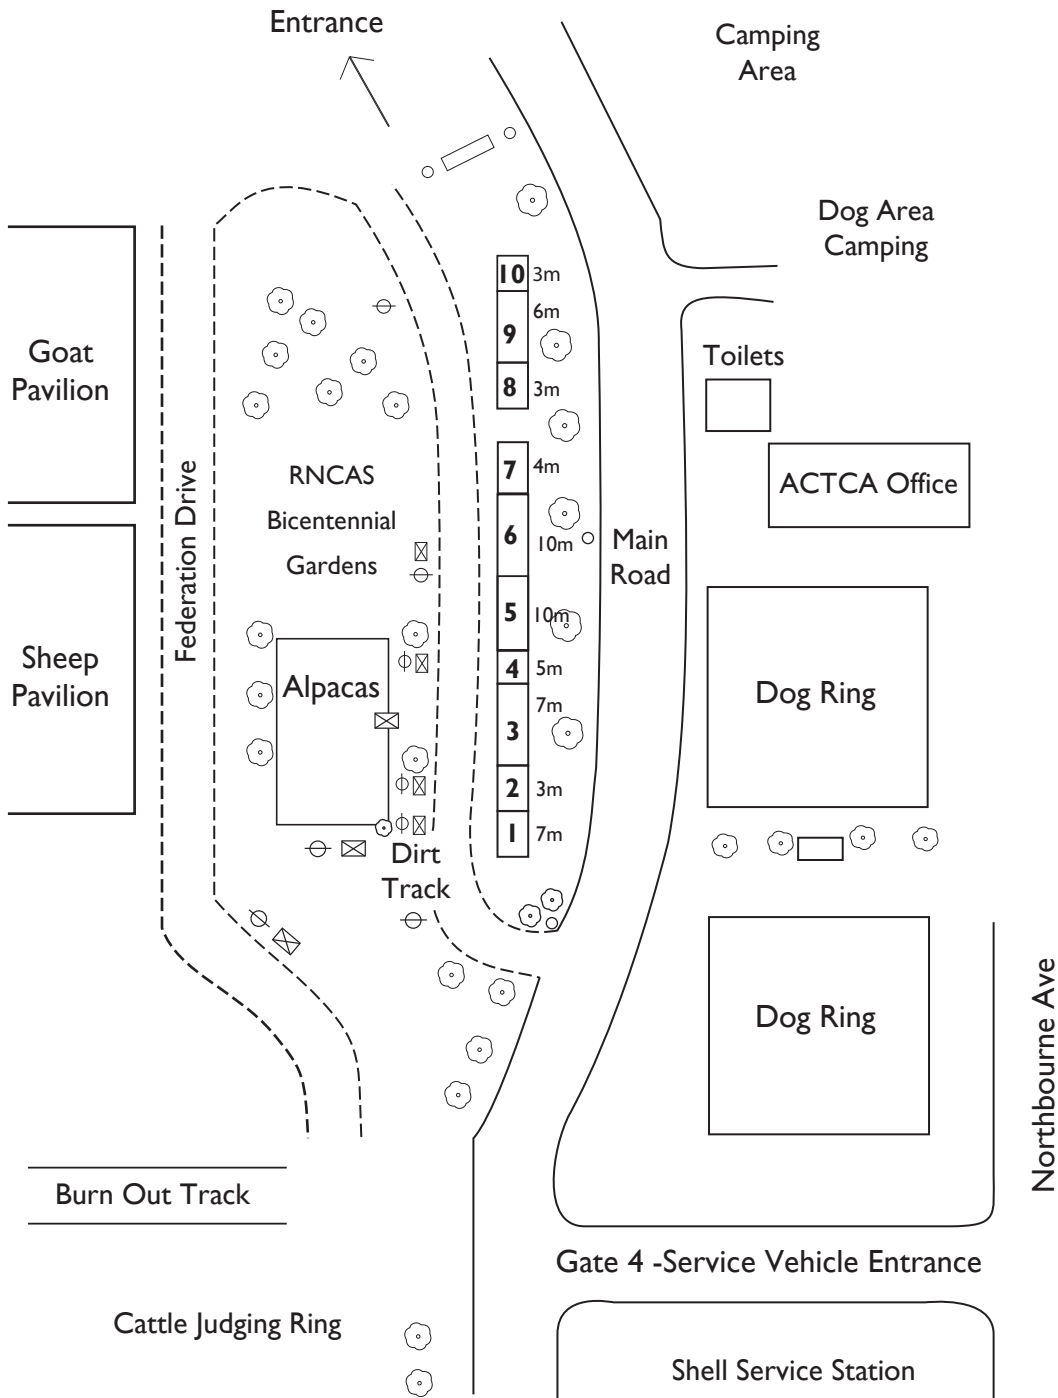 Entrance
Camping
Area
Dog Area
Camping
10 3m
6m
9
Goat
Pavilion
Toilets
8 3m
RNCAS
Bicentennial
Gardens
7 4m
ACTCA Office
Federation Drive
6
10m
Main
Road
5 10m
Sheep
Pavilion
Alpacas
4 5m
7m
3
Dog Ring
2 3m
1 7m
Dirt
Track
Dog Ring
Northbourne Ave
Burn Out Track
Gate 4 -Service Vehicle Entrance
Cattle Judging Ring
Shell Service Station